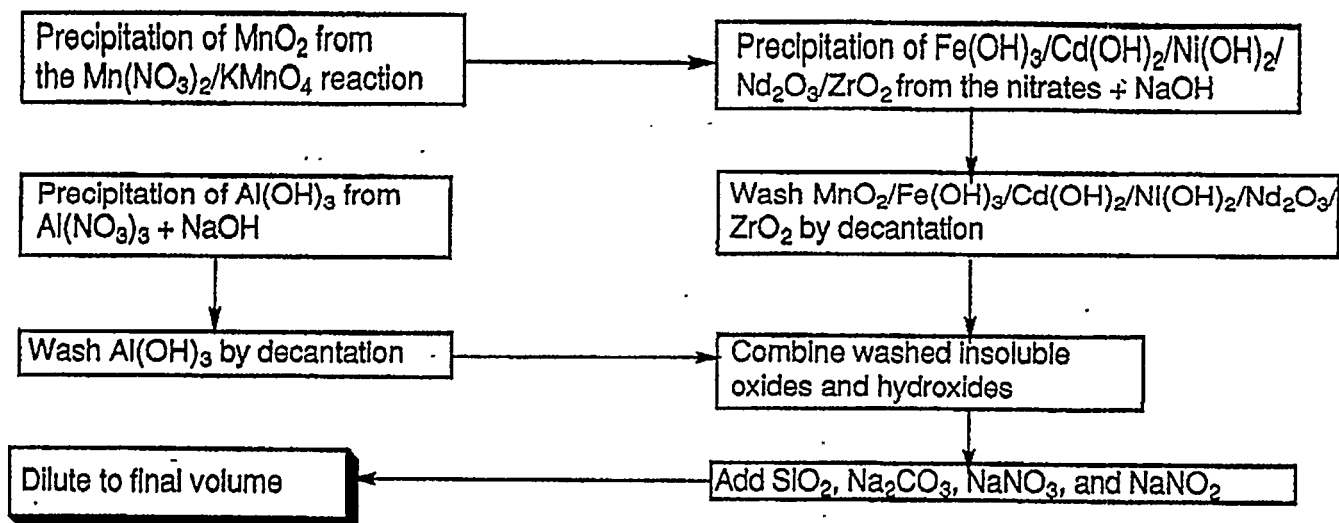 Precipitation of MnO₂ from
the Mn(NO₃)₂/KMnO₄ reaction
Precipitation of Fe(OH)₃/Cd(OH)₂/Ni(OH)₂/
Nd₂O₃/ZrO₂ from the nitrates + NaOH
Precipitation of Al(OH)₃ from
Al(NO₃)₃ + NaOH
Wash MnO₂/Fe(OH)₃/Cd(OH)₂/Ni(OH)₂/Nd₂O₃/
ZrO₂ by decantation
Wash Al(OH)₃ by decantation
Combine washed insoluble
oxides and hydroxides
Add SiO₂, Na₂CO₃, NaNO₃, and NaNO₂
Dilute to final volume